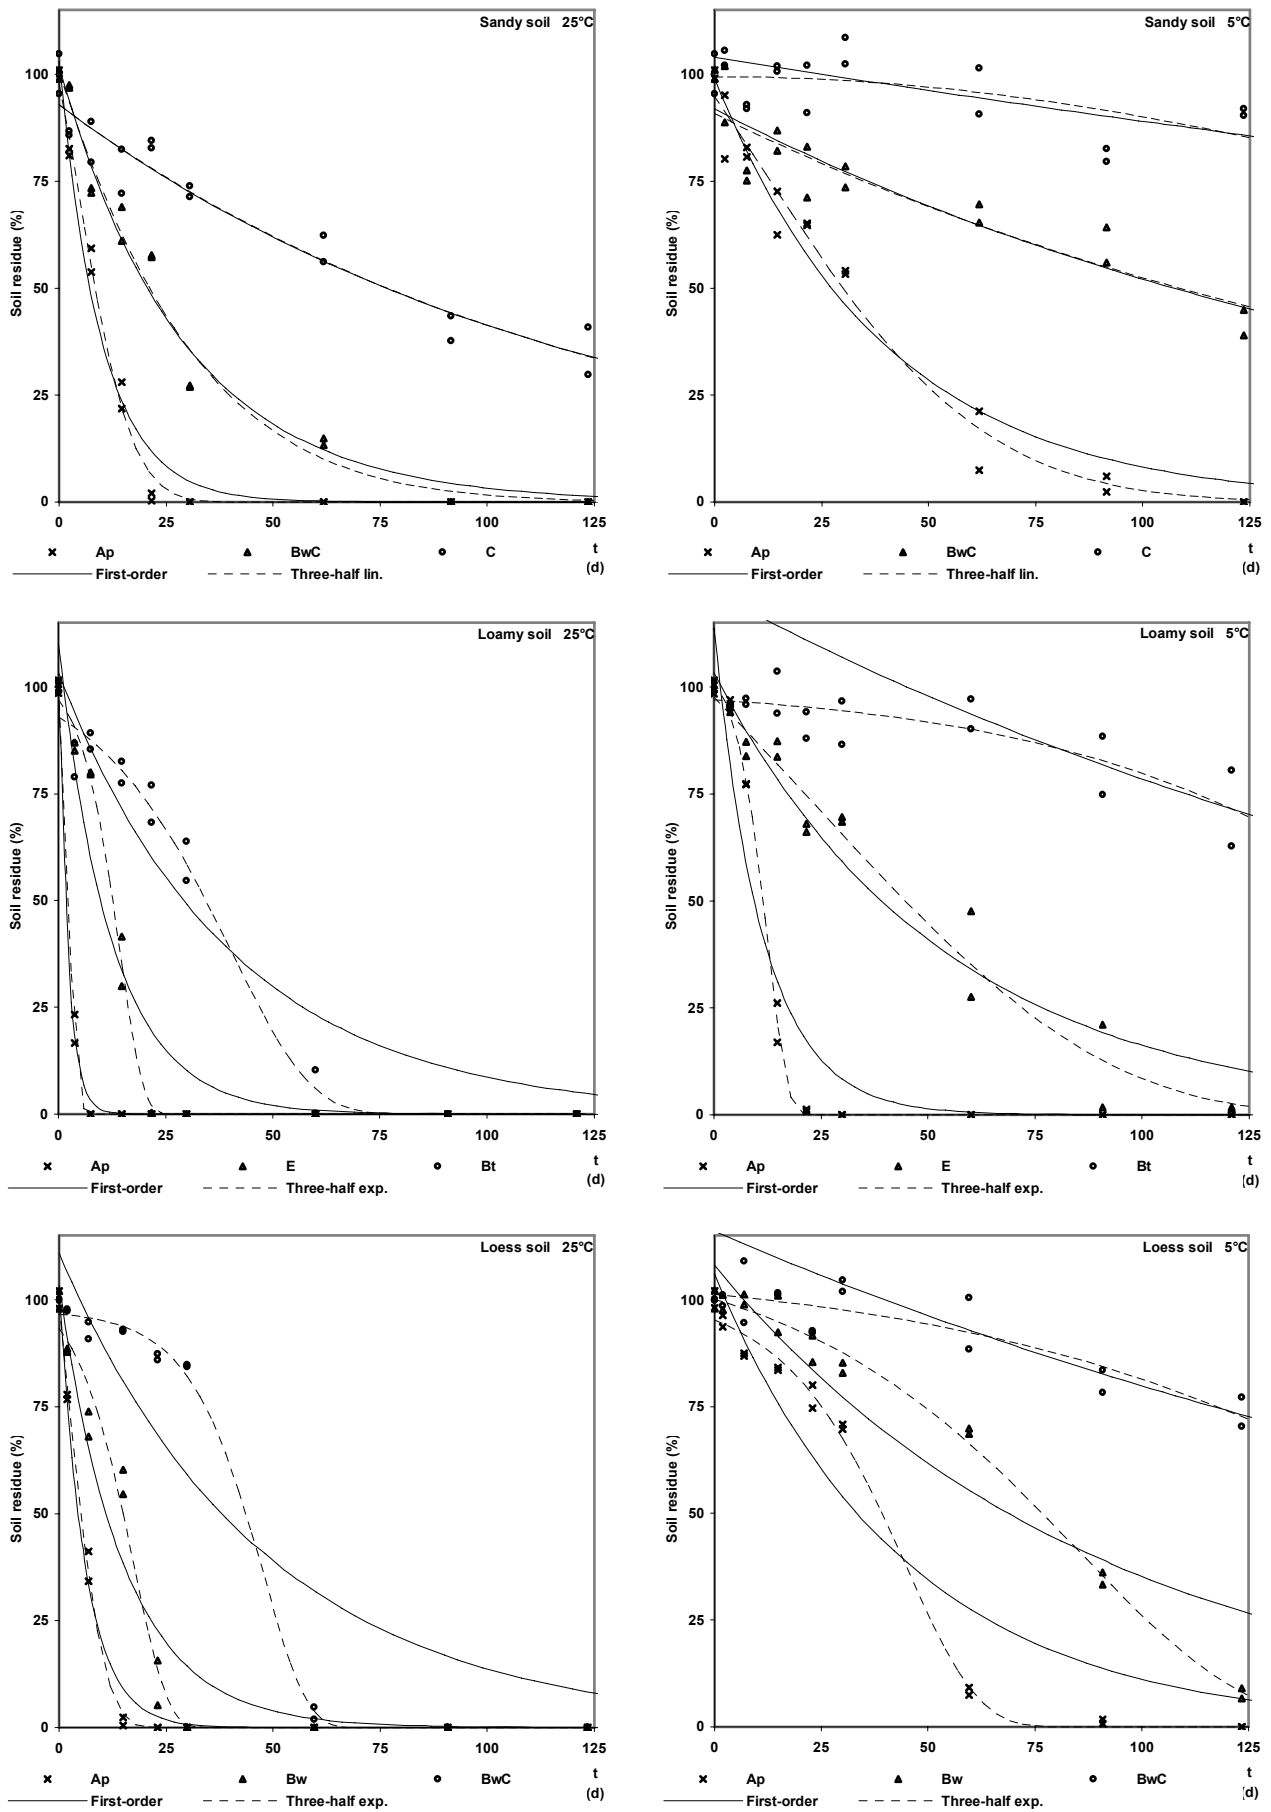 Sandy soil 25°C
Soil residue (%)
100
75
50
25
0
0 25 50 75 100 125
Ap BwC C t
First-order Three-half lin. (d)
Sandy soil 5°C
Soil residue (%)
100
75
50
25
0
0 25 50 75 100 125
Ap BwC C t
First-order Three-half lin. (d)
Loamy soil 25°C
Soil residue (%)
100
75
50
25
0
0 25 50 75 100 125
Ap E Bt t
First-order Three-half exp. (d)
Loamy soil 5°C
Soil residue (%)
100
75
50
25
0
0 25 50 75 100 125
Ap E Bt t
First-order Three-half exp. (d)
Loess soil 25°C
Soil residue (%)
100
75
50
25
0
0 25 50 75 100 125
Ap Bw BwC t
First-order Three-half exp. (d)
Loess soil 5°C
Soil residue (%)
100
75
50
25
0
0 25 50 75 100 125
Ap Bw BwC t
First-order Three-half exp. (d)